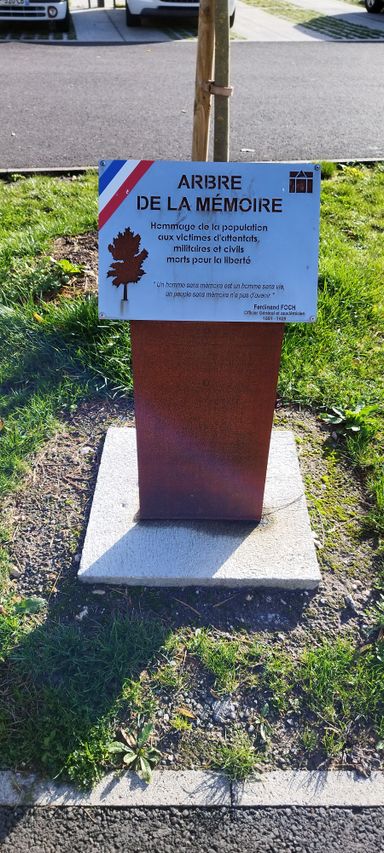 ARBRE
DE LA MÉMOIRE
Hommage de la population
aux victimes d'attentats,
militaires et civils
morts pour la liberté
" Un homme sans mémoire est un homme sans vie,
un peuple sans mémoire n'a pas d'avenir "
Ferdinand FOCH
Officier Général et académicien
1851 - 1929